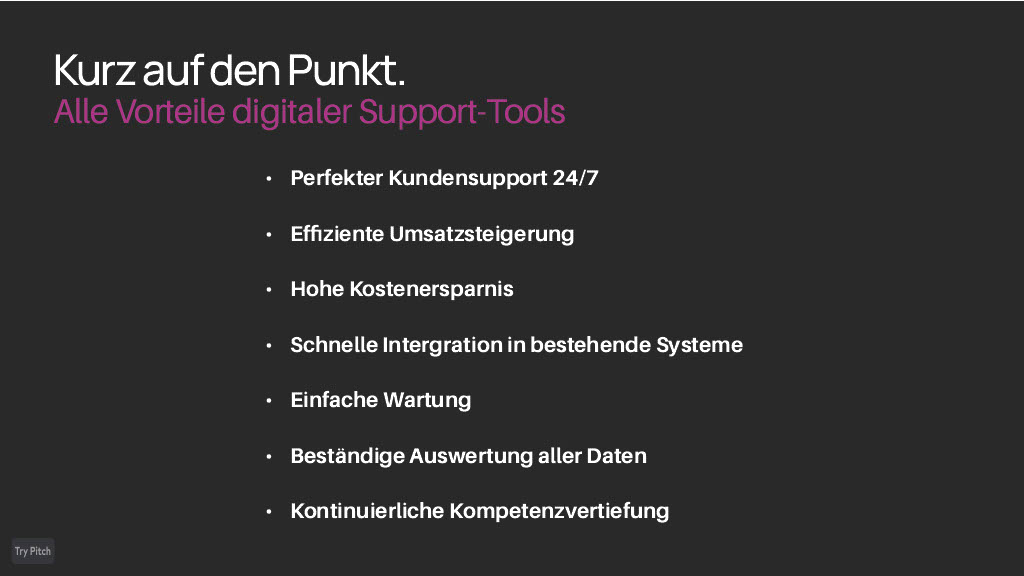 Kurz auf den Punkt.
Alle Vorteile digitaler Support-Tools
• Perfekter Kundensupport 24/7
• Effiziente Umsatzsteigerung
• Hohe Kostenersparnis
• Schnelle Intergration in bestehende Systeme
• Einfache Wartung
• Beständige Auswertung aller Daten
• Kontinuierliche Kompetenzvertiefung
Try Pitch